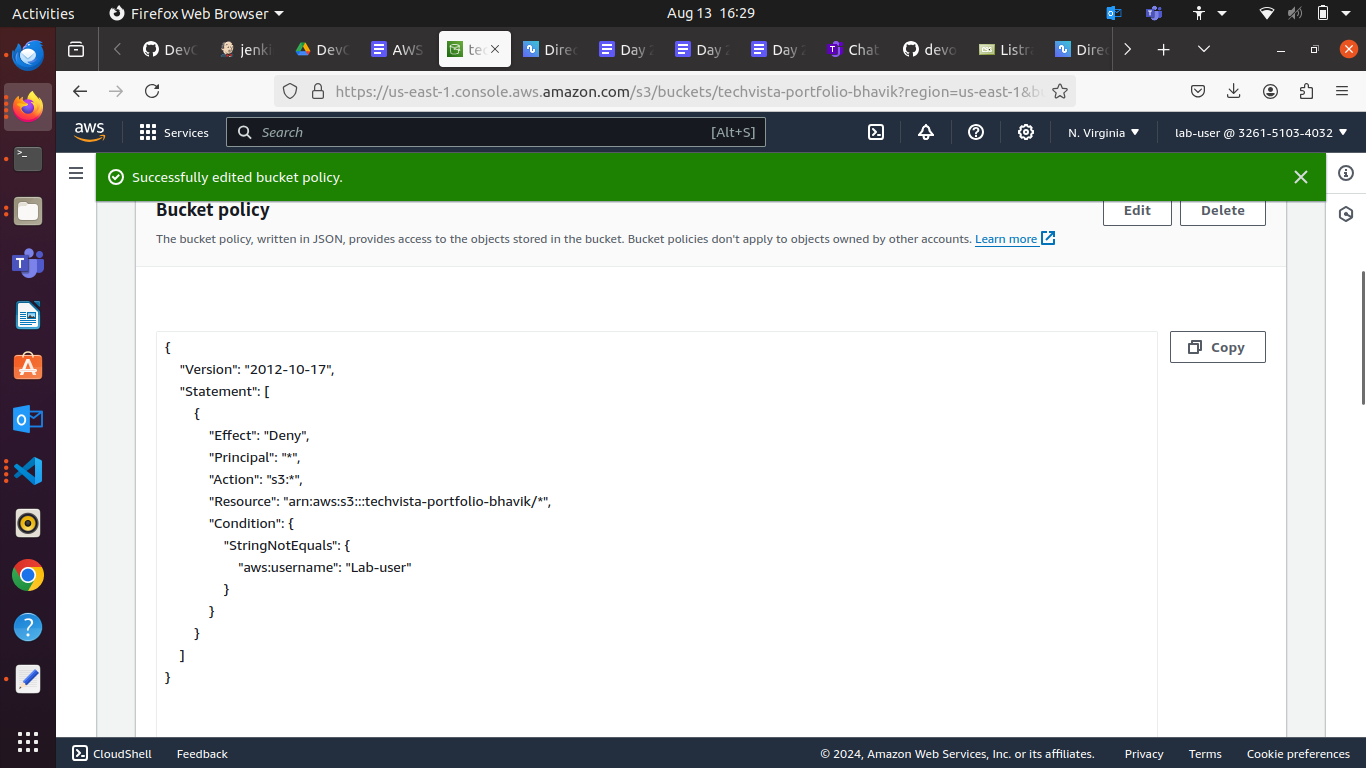 Activities
Firefox Web Browser
Aug 13 16:29
DevO
jenki
DevO
AWS
tec
Direc
Day 2
Day 2
Day 2
Chat
devo
Listra
Direc
https://us-east-1.console.aws.amazon.com/s3/buckets/techvista-portfolio-bhavik?region=us-east-1&b
aws
Services
Search
[Alt+S]
N. Virginia
lab-user @ 3261-5103-4032
Successfully edited bucket policy.
Bucket policy
Edit
Delete
The bucket policy, written in JSON, provides access to the objects stored in the bucket. Bucket policies don't apply to objects owned by other accounts. Learn more
Copy
{
"Version": "2012-10-17",
"Statement": [
{
"Effect": "Deny",
"Principal": "*",
"Action": "s3:*",
"Resource": "arn:aws:s3:::techvista-portfolio-bhavik/*",
"Condition": {
"StringNotEquals": {
"aws:username": "Lab-user"
}
}
}
]
}
CloudShell
Feedback
© 2024, Amazon Web Services, Inc. or its affiliates.
Privacy
Terms
Cookie preferences